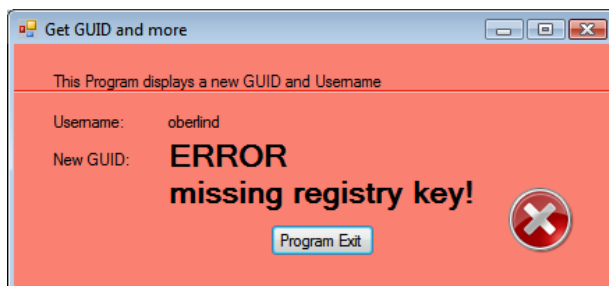 Get GUID and more
This Program displays a new GUID and Username
Username: oberlind
New GUID: ERROR
missing registry key!
Program Exit